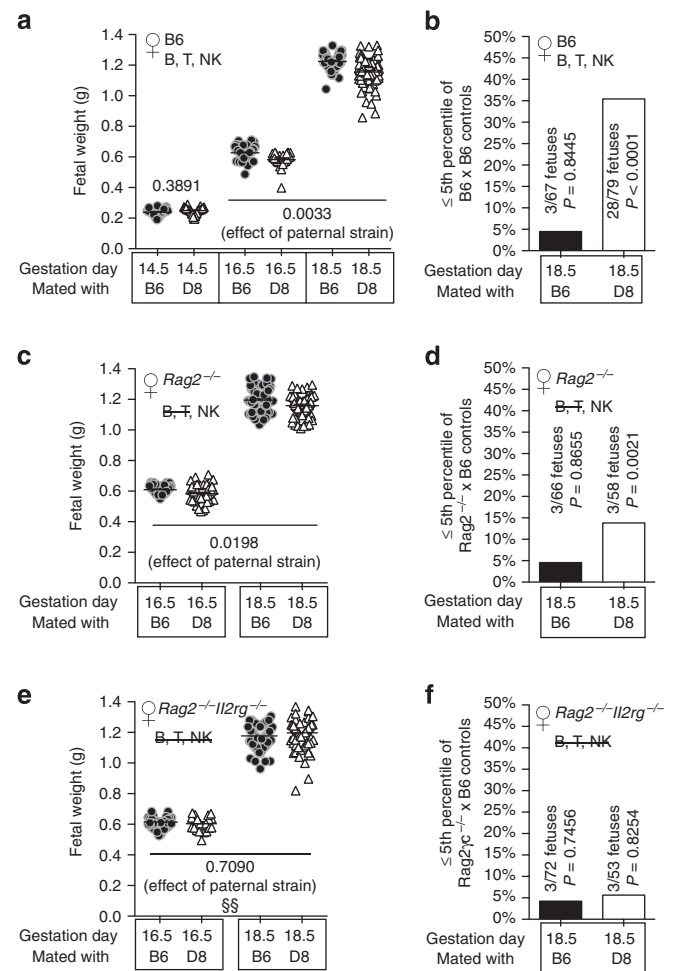 a
♀ B6
B, T, NK
Fetal weight (g)
1.4
1.2
1.0
0.8
0.6
0.4
0.2
0.0
0.3891
0.0033
(effect of paternal strain)
Gestation day 14.5 14.5 16.5 16.5 18.5 18.5
Mated with B6 D8 B6 D8 B6 D8
b
♀ B6
B, T, NK
≤ 5th percentile of
B6 x B6 controls
50%
45%
40%
35%
30%
25%
20%
15%
10%
5%
0%
3/67 fetuses
P = 0.8445
28/79 fetuses
P < 0.0001
18.5 18.5
B6 D8
c
♀ Rag2–/–
B, T, NK
Fetal weight (g)
1.4
1.2
1.0
0.8
0.6
0.4
0.2
0.0
0.0198
(effect of paternal strain)
Gestation day 16.5 16.5 18.5 18.5
Mated with B6 D8 B6 D8
d
♀ Rag2–/–
B, T, NK
≤ 5th percentile of
Rag2–/– x B6 controls
50%
45%
40%
35%
30%
25%
20%
15%
10%
5%
0%
3/66 fetuses
P = 0.8655
3/58 fetuses
P = 0.0021
Gestation day 18.5 18.5
Mated with B6 D8
e
♀ Rag2–/–Il2rg–/–
B, T, NK
Fetal weight (g)
1.4
1.2
1.0
0.8
0.6
0.4
0.2
0.0
0.7090
(effect of paternal strain)
§§
Gestation day 16.5 16.5 18.5 18.5
Mated with B6 D8 B6 D8
f
♀ Rag2–/–Il2rg–/–
B, T, NK
≤ 5th percentile of
Rag2γc–/– x B6 controls
50%
45%
40%
35%
30%
25%
20%
15%
10%
5%
0%
3/72 fetuses
P = 0.7456
3/53 fetuses
P = 0.8254
Gestation day 18.5 18.5
Mated with B6 D8